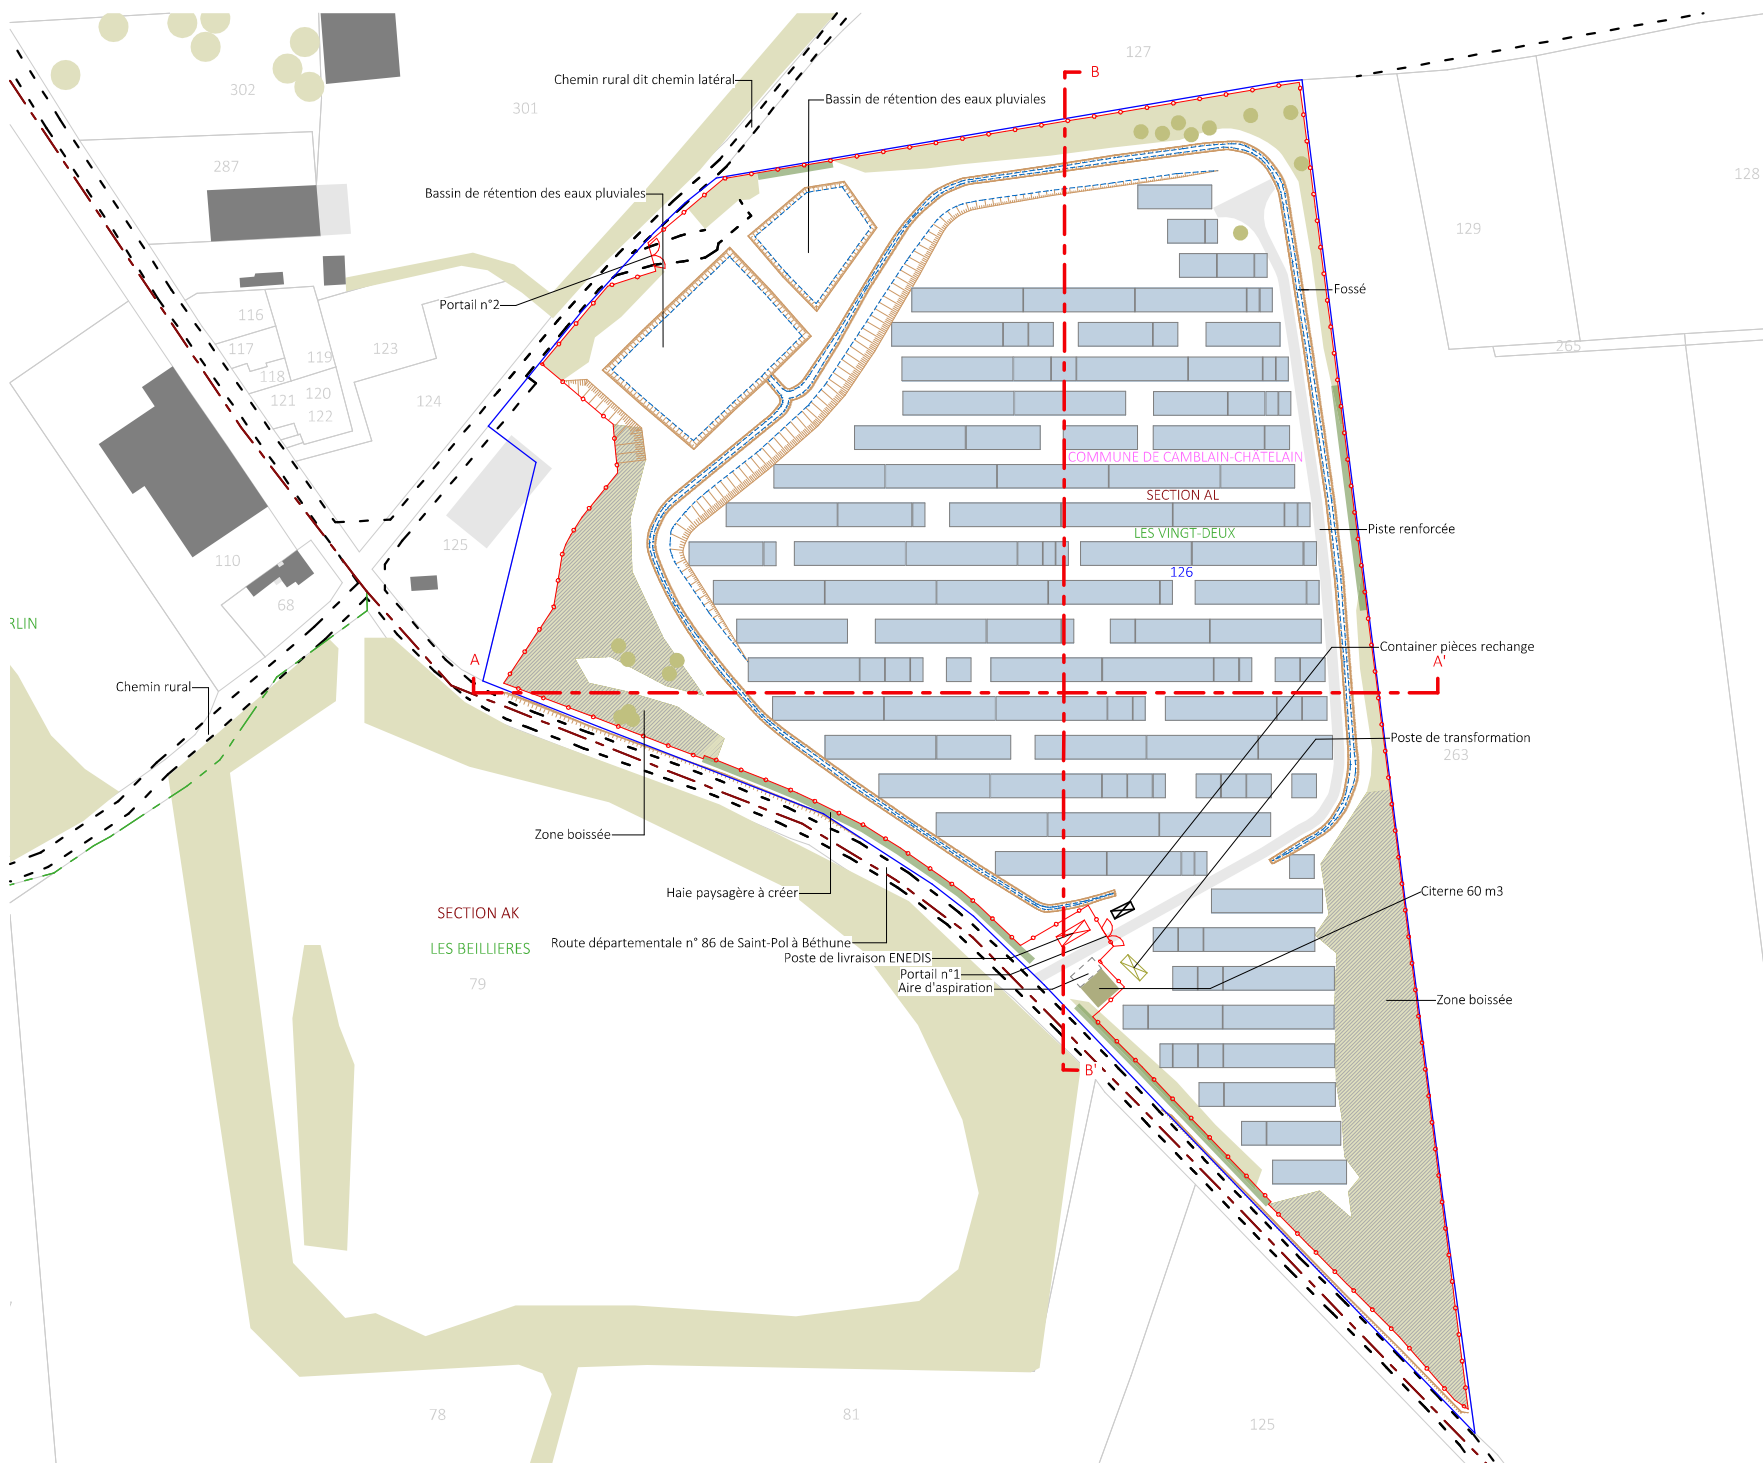 127
B
Chemin rural dit chemin latéral
302
Bassin de rétention des eaux pluviales
301
287
128
Bassin de rétention des eaux pluviales
129
Fossé
Portail n°2
116
265
117
119
123
118
120
121
124
122
COMMUNE DE CAMBLAIN-CHÂTELAIN
SECTION AL
Piste renforcée
LES VINGT-DEUX
125
110
126
68
RLIN
Container pièces rechange
A
A'
Chemin rural
Poste de transformation
263
Zone boissée
Haie paysagère à créer
Citerne 60 m3
SECTION AK
Route départementale n° 86 de Saint-Pol à Béthune
LES BEILLIERES
Poste de livraison ENEDIS
Portail n°1
79
Aire d'aspiration
Zone boissée
B'
78
81
125